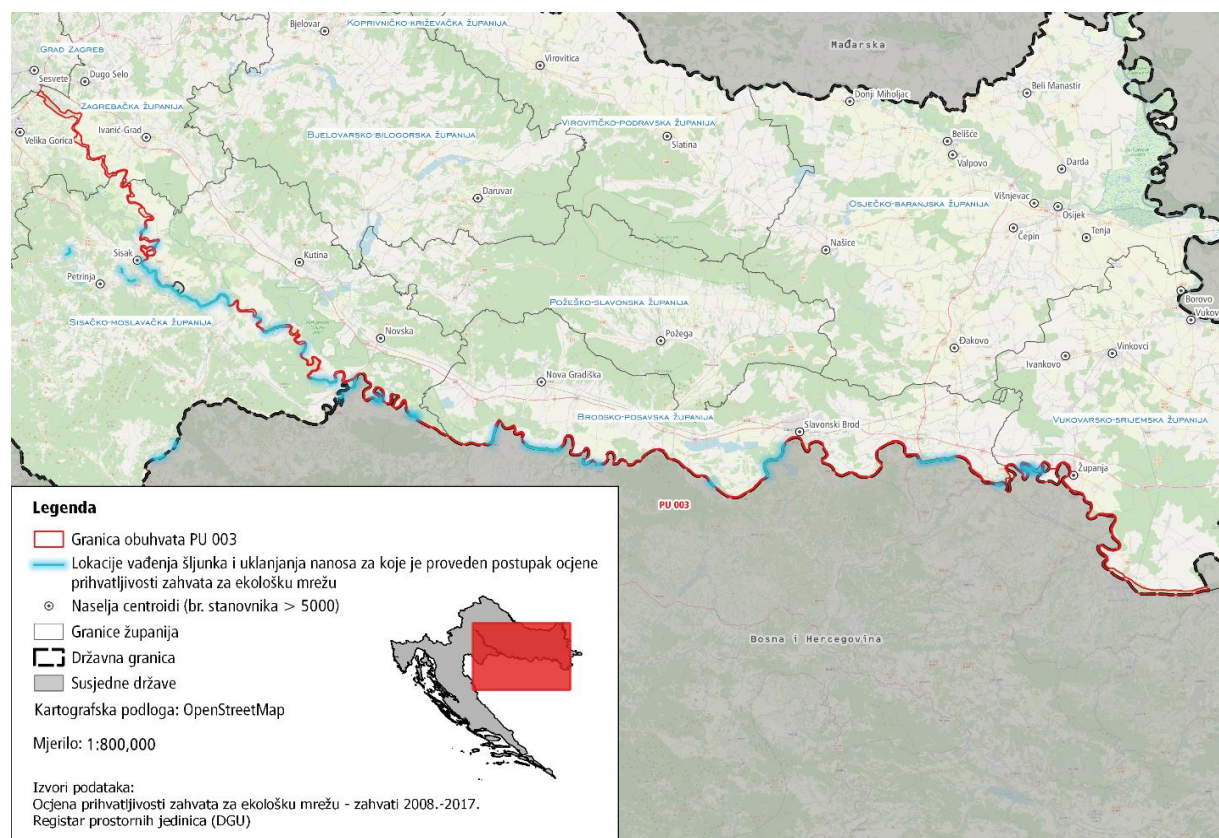 KOPRIVNIČKO-KRIŽEVAČKA ŽUPANIJA
Bjelovar
Mađarska
GRAD ZAGREB
Virovitica
Sesvete
Dugo Selo
Beli Manastir
Donji Miholjac
ZAGREBAČKA ŽUPANIJA
VIROVITIČKO-PODRAVSKA ŽUPANIJA
Velika Gorica
Ivanić-Grad
BJELOVARSKO-BILOGORSKA ŽUPANIJA
Slatina
Belišće
Valpovo
Darda
Daruvar
Višnjevac
OSJEČKO-BARANJSKA ŽUPANIJA
Osijek
Čepin
Tenja
Našice
Sisak
Kutina
Petrinja
Borovo
POŽEŠKO-SLAVONSKA ŽUPANIJA
Vukov
SISAČKO-MOSLAVAČKA ŽUPANIJA
Novska
Požega
Đakovo
Vinkovci
Ivankovo
Nova Gradiška
BRODSKO-POSAVSKA ŽUPANIJA
VUKOVARSKO-SRIJEMSKA ŽUPANIJA
Slavonski Brod
Županja
PU 003
Bosna i Hercegovina
Legenda
Granica obuhvata PU 003
Lokacije vađenja šljunka i uklanjanja nanosa za koje je proveden postupak ocjene
prihvatljivosti zahvata za ekološku mrežu
Naselja centroidi (br. stanovnika > 5000)
Granice županija
Državna granica
Susjedne države
Kartografska podloga: OpenStreetMap
Mjerilo: 1:800,000
Izvori podataka:
Ocjena prihvatljivosti zahvata za ekološku mrežu - zahvati 2008.-2017.
Registar prostornih jedinica (DGU)